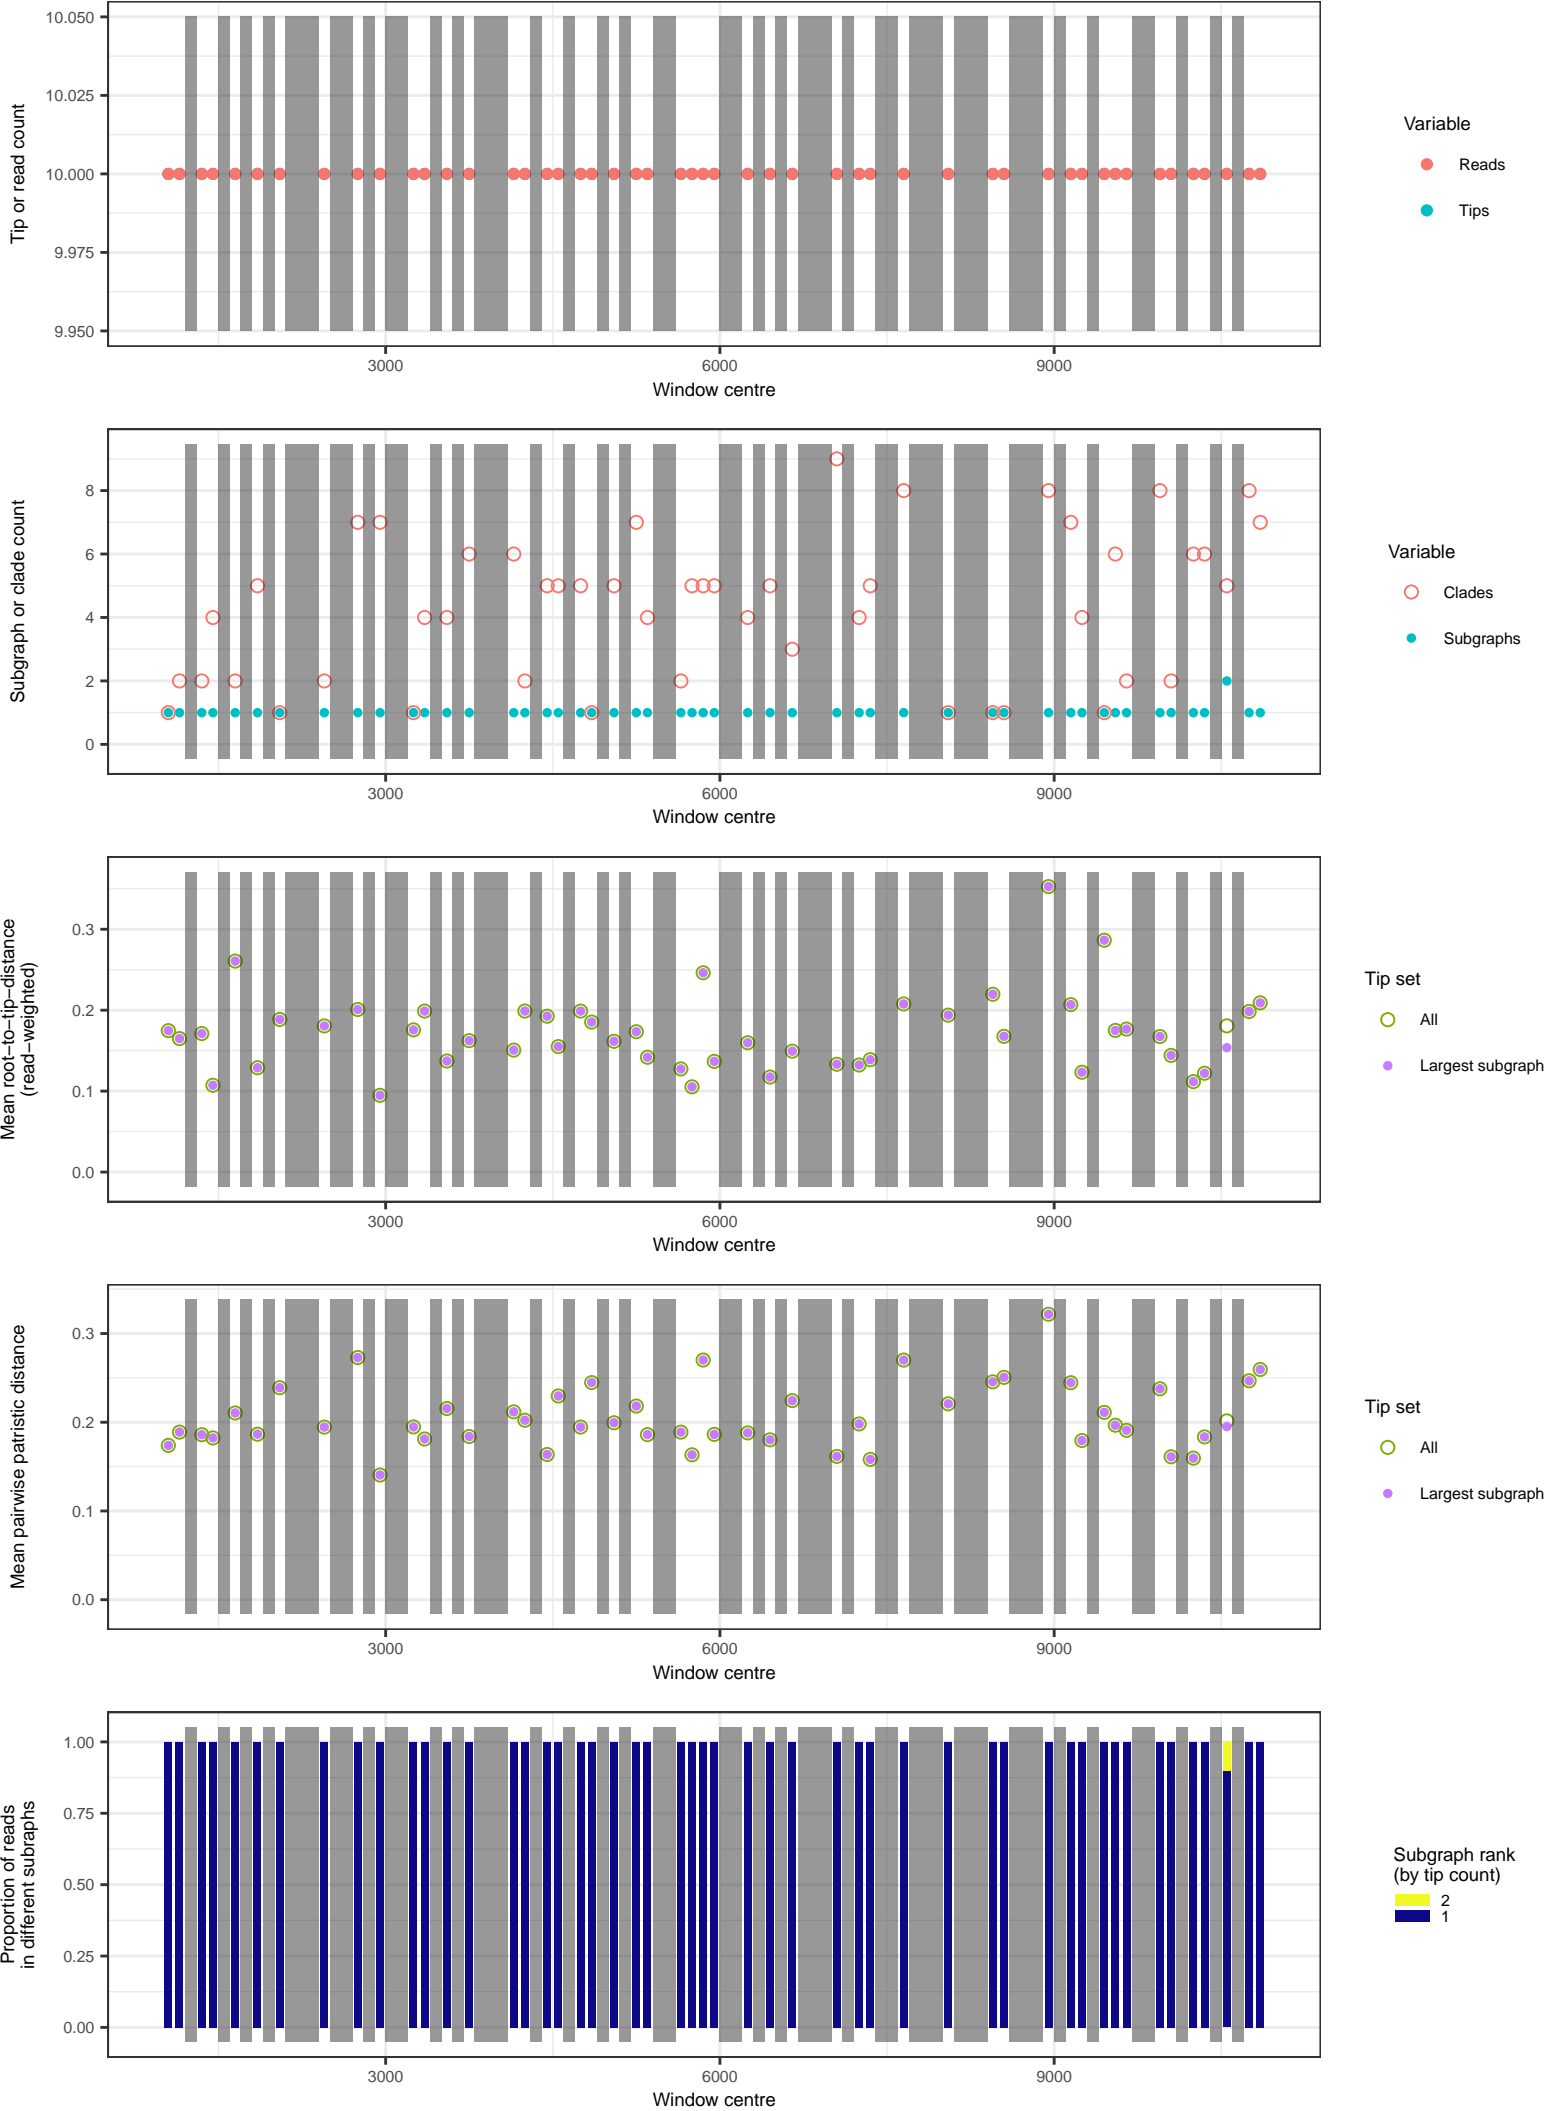 10.050
10.025
10.000
9.975
9.950
Tip or read count
3000
6000
9000
Window centre
Variable
Reads
Tips
8
6
4
2
0
Subgraph or clade count
3000
6000
9000
Window centre
Variable
Clades
Subgraphs
0.3
0.2
0.1
0.0
Mean root−to−tip−distance
(read−weighted)
3000
6000
9000
Window centre
Tip set
All
Largest subgraph
0.3
0.2
0.1
0.0
Mean pairwise patristic distance
3000
6000
9000
Window centre
Tip set
All
Largest subgraph
1.00
0.75
0.50
0.25
0.00
Proportion of reads
in different subraphs
3000
6000
9000
Window centre
Subgraph rank
(by tip count)
2
1